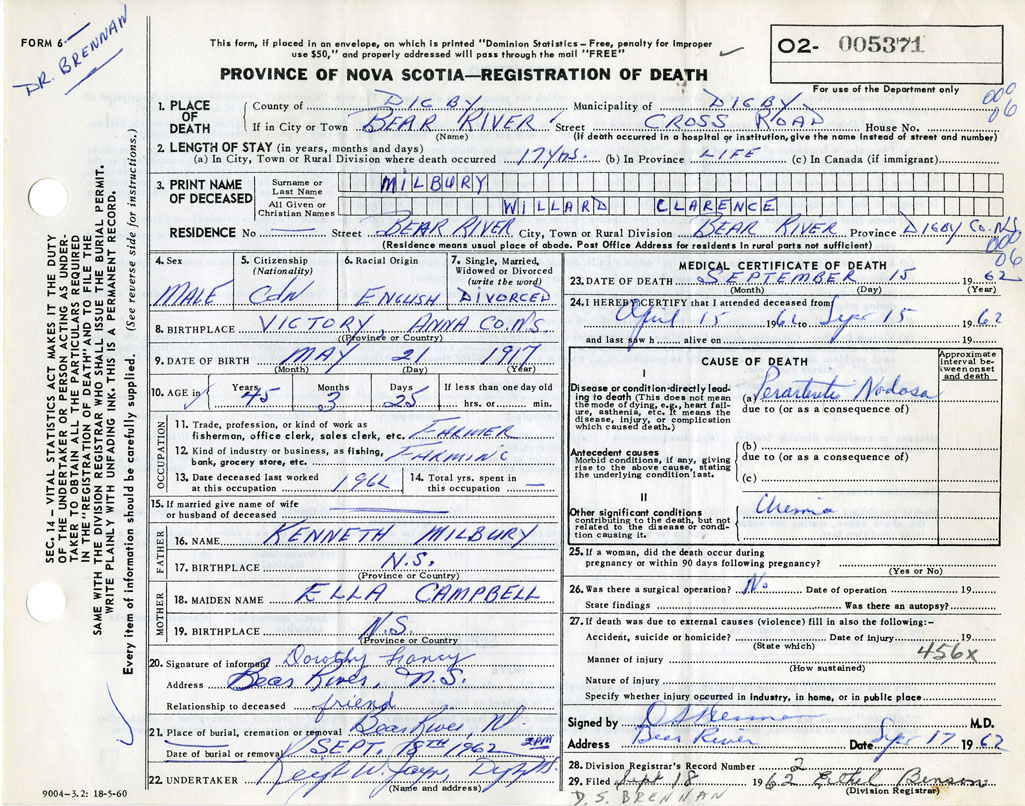 FORM 6
DR. BRENNAN
This form, if placed in an envelope, on which is printed "Dominion Statistics – Free, penalty for improper
use $50," and properly addressed will pass through the mail "FREE"
02- 005371
PROVINCE OF NOVA SCOTIA—REGISTRATION OF DEATH
For use of the Department only
000
06
1. PLACE OF DEATH
County of DIGBY Municipality of DIGBY
If in City or Town BEAR RIVER Street CROSS ROAD House No.
(Name) (If death occurred in a hospital or institution, give the name instead of street and number)
2. LENGTH OF STAY (in years, months and days)
(a) In City, Town or Rural Division where death occurred 17 yrs. (b) In Province LIFE (c) In Canada (if immigrant)
3. PRINT NAME OF DECEASED
Surname or Last Name MILBURY
All Given or Christian Names WILLARD CLARENCE
RESIDENCE No — Street BEAR RIVER City, Town or Rural Division BEAR RIVER Province DIGBY CO. N.S.
(Residence means usual place of abode. Post Office Address for residents in rural parts not sufficient)
000
06
4. Sex
MALE
5. Citizenship
(Nationality)
CDN
6. Racial Origin
ENGLISH
7. Single, Married,
Widowed or Divorced
(write the word)
DIVORCED
8. BIRTHPLACE VICTORY, ANNA CO. N.S.
(Province or Country)
9. DATE OF BIRTH MAY 21 1917
(Month) (Day) (Year)
10. AGE in Years 45 Months 3 Days 25 If less than one day old
hrs. or min.
OCCUPATION
11. Trade, profession, or kind of work as
fisherman, office clerk, sales clerk, etc. FARMER
12. Kind of industry or business, as fishing,
bank, grocery store, etc. FARMING
13. Date deceased last worked
at this occupation 1962
14. Total yrs. spent in
this occupation —
15. If married give name of wife
or husband of deceased
FATHER
16. NAME KENNETH MILBURY
17. BIRTHPLACE N.S.
(Province or Country)
MOTHER
18. MAIDEN NAME ELLA CAMPBELL
19. BIRTHPLACE N.S.
(Province or Country)
20. Signature of informant Dorothy
Address Bear River, N.S.
Relationship to deceased friend
21. Place of burial, cremation or removal Bear River, N.S.
Date of burial or removal SEPT. 18TH 1962 2PM
22. UNDERTAKER
(Name and address)
9004-3.2: 18-5-60
MEDICAL CERTIFICATE OF DEATH
23. DATE OF DEATH SEPTEMBER 15 1962
(Month) (Day) (Year)
24. I HEREBY CERTIFY that I attended deceased from
April 15 1962 to Sept 15 1962
and last saw h alive on 19
CAUSE OF DEATH
Approximate
interval be-
tween onset
and death
I
Disease or condition directly lead-
ing to death (This does not mean
the mode of dying, e.g., heart fail-
ure, asthenia, etc. It means the
disease, injury, or complication
which caused death.)
(a) Periarteritis Nodosa
due to (or as a consequence of)
Antecedent causes
Morbid conditions, if any, giving
rise to the above cause, stating
the underlying condition last.
(b)
due to (or as a consequence of)
(c)
II
Other significant conditions
contributing to the death, but not
related to the disease or condi-
tion causing it.
Uremia
25. If a woman, did the death occur during
pregnancy or within 90 days following pregnancy?
(Yes or No)
26. Was there a surgical operation? No Date of operation 19
State findings Was there an autopsy?
27. If death was due to external causes (violence) fill in also the following:-
Accident, suicide or homicide? Date of injury 19
(State which)
456X
Manner of injury
(How sustained)
Nature of injury
Specify whether injury occurred in industry, in home, or in public place
Signed by D S Brennan M.D.
Address Bear River Date Sept 17 1962
28. Division Registrar's Record Number 2
29. Filed Sept 18 1962 Ethel Benson
(Division Registrar)
D. S. BRENNAN
SEC. 14 – VITAL STATISTICS ACT MAKES IT THE DUTY
OF THE UNDERTAKER OR PERSON ACTING AS UNDER-
TAKER TO OBTAIN ALL THE PARTICULARS REQUIRED
IN THE "REGISTRATION OF DEATH" AND TO FILE THE
SAME WITH THE DIVISION REGISTRAR WHO SHALL ISSUE THE BURIAL PERMIT.
WRITE PLAINLY WITH UNFADING INK. THIS IS A PERMANENT RECORD.
Every item of information should be carefully supplied. (See reverse side for instructions.)